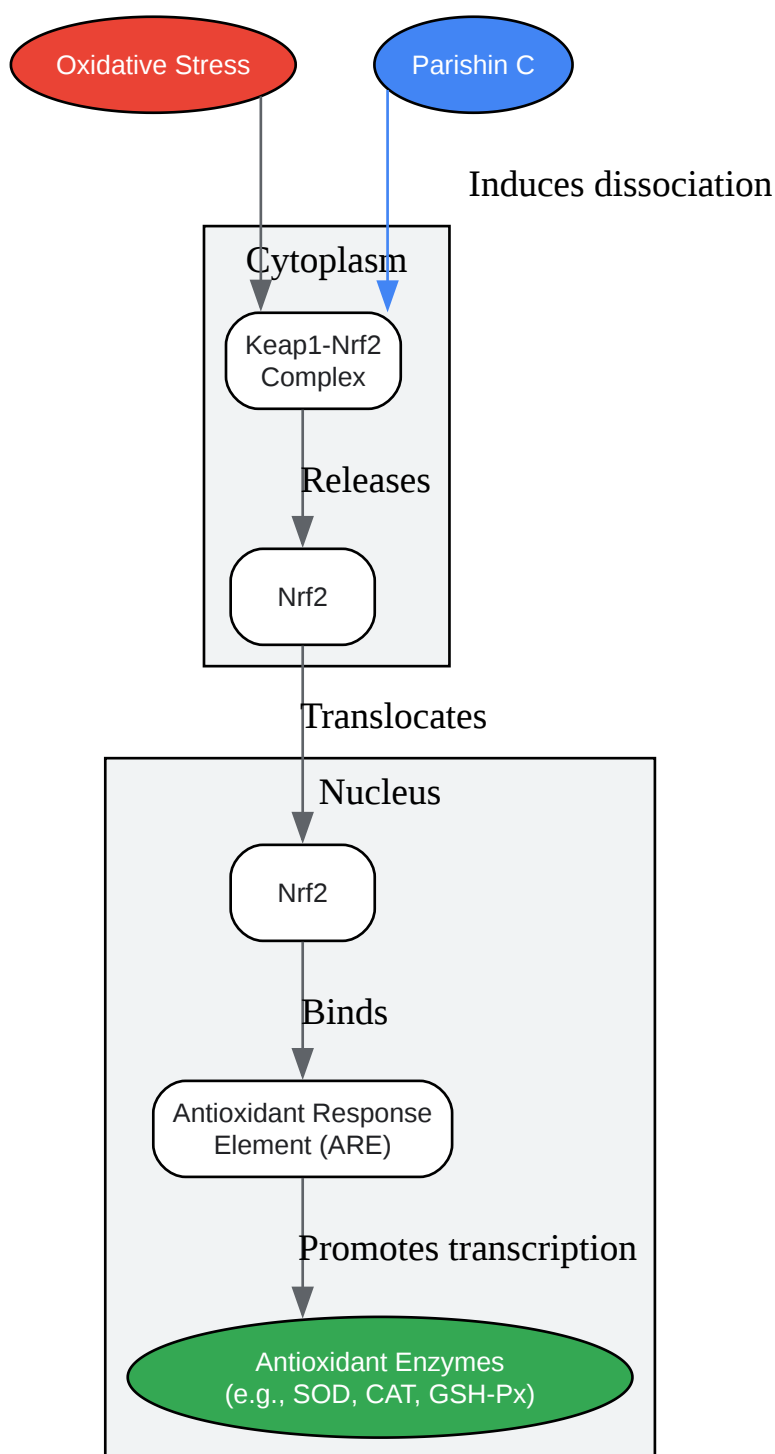 Oxidative Stress
Parishin C
Induces dissociation
Cytoplasm
Keap1-Nrf2
Complex
Releases
Nrf2
Translocates
Nucleus
Nrf2
Binds
Antioxidant Response
Element (ARE)
Promotes transcription
Antioxidant Enzymes
(e.g., SOD, CAT, GSH-Px)